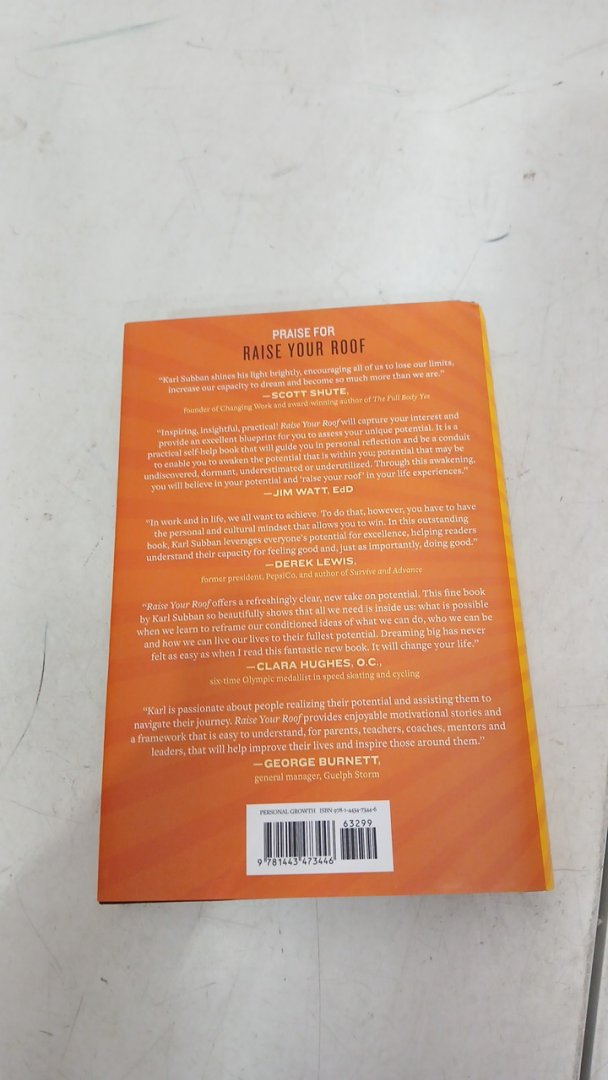 PRAISE FOR
RAISE YOUR ROOF
“Karl Subban shines his light brightly, encouraging all of us to lose our limits,
increase our capacity to dream and become so much more than we are.”
—SCOTT SHUTE,
founder of Changing Work and award-winning author of The Full Body Yes
“Inspiring, insightful, practical! Raise Your Roof will capture your interest and
provide an excellent blueprint for you to assess your unique potential. It is a
practical self-help book that will guide you in personal reflection and be a conduit
to enable you to awaken the potential that is within you; potential that may be
undiscovered, dormant, underestimated or underutilized. Through this awakening,
you will believe in your potential and ‘raise your roof’ in your life experiences.”
—JIM WATT, EdD
“In work and in life, we all want to achieve. To do that, however, you have to have
the personal and cultural mindset that allows you to win. In this outstanding
book, Karl Subban leverages everyone’s potential for excellence, helping readers
understand their capacity for feeling good and, just as importantly, doing good.”
—DEREK LEWIS,
former president, PepsiCo, and author of Survive and Advance
“Raise Your Roof offers a refreshingly clear, new take on potential. This fine book
by Karl Subban so beautifully shows that all we need is inside us: what is possible
when we learn to reframe our conditioned ideas of what we can do, who we can be
and how we can live our lives to their fullest potential. Dreaming big has never
felt as easy as when I read this fantastic new book. It will change your life.”
—CLARA HUGHES, O.C.,
six-time Olympic medallist in speed skating and cycling
“Karl is passionate about people realizing their potential and assisting them to
navigate their journey. Raise Your Roof provides enjoyable motivational stories and
a framework that is easy to understand, for parents, teachers, coaches, mentors and
leaders, that will help improve their lives and inspire those around them.”
—GEORGE BURNETT,
general manager, Guelph Storm
PERSONAL GROWTH ISBN 978-1-4434-7344-6
63299
9 781443 473446